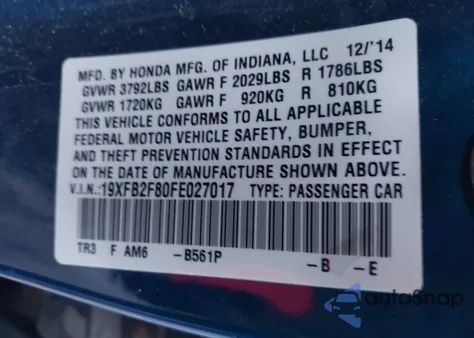 MFD. BY HONDA MFG. OF INDIANA, LLC 12/'14
GVWR 3792LBS GAWR F 2029LBS R 1786LBS
GVWR 1720KG GAWR F 920KG R 810KG
THIS VEHICLE CONFORMS TO ALL APPLICABLE
FEDERAL MOTOR VEHICLE SAFETY, BUMPER,
AND THEFT PREVENTION STANDARDS IN EFFECT
ON THE DATE OF MANUFACTURE SHOWN ABOVE.
V.I.N.:19XFB2F80FE027017 TYPE: PASSENGER CAR
TR3 F AM6 -B561P -B -E
autoSnap